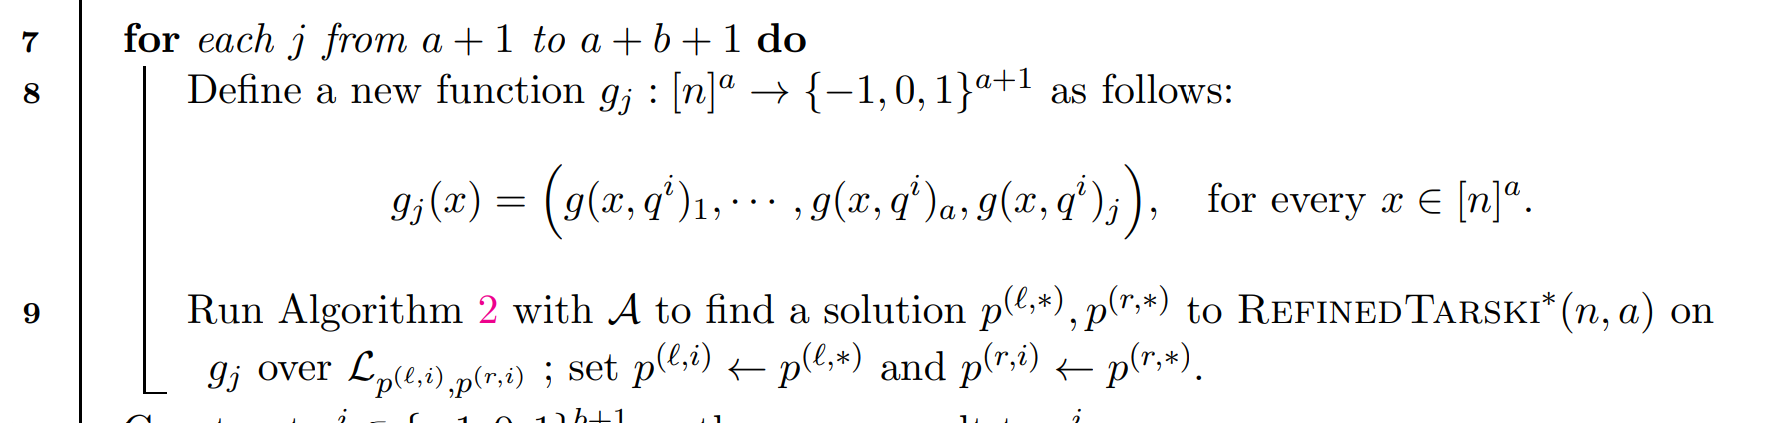 7 for each j from a + 1 to a + b + 1 do
8 Define a new function g_j : [n]^a → {−1, 0, 1}^{a+1} as follows:
g_j(x) = (g(x, q^i)_1, ⋯ , g(x, q^i)_a, g(x, q^i)_j), for every x ∈ [n]^a.
9 Run Algorithm 2 with 𝒜 to find a solution p^{(ℓ,∗)}, p^{(r,∗)} to REFINEDTARSKI^∗(n, a) on
g_j over ℒ_{p^{(ℓ,i)},p^{(r,i)}} ; set p^{(ℓ,i)} ← p^{(ℓ,∗)} and p^{(r,i)} ← p^{(r,∗)}.